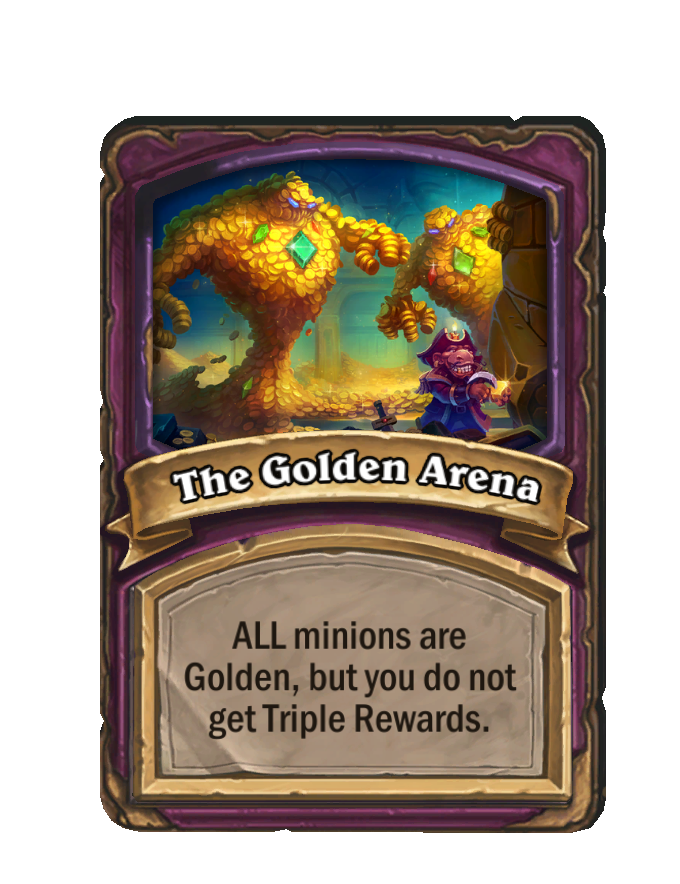 The Golden Arena
ALL minions are
Golden, but you do not
get Triple Rewards.